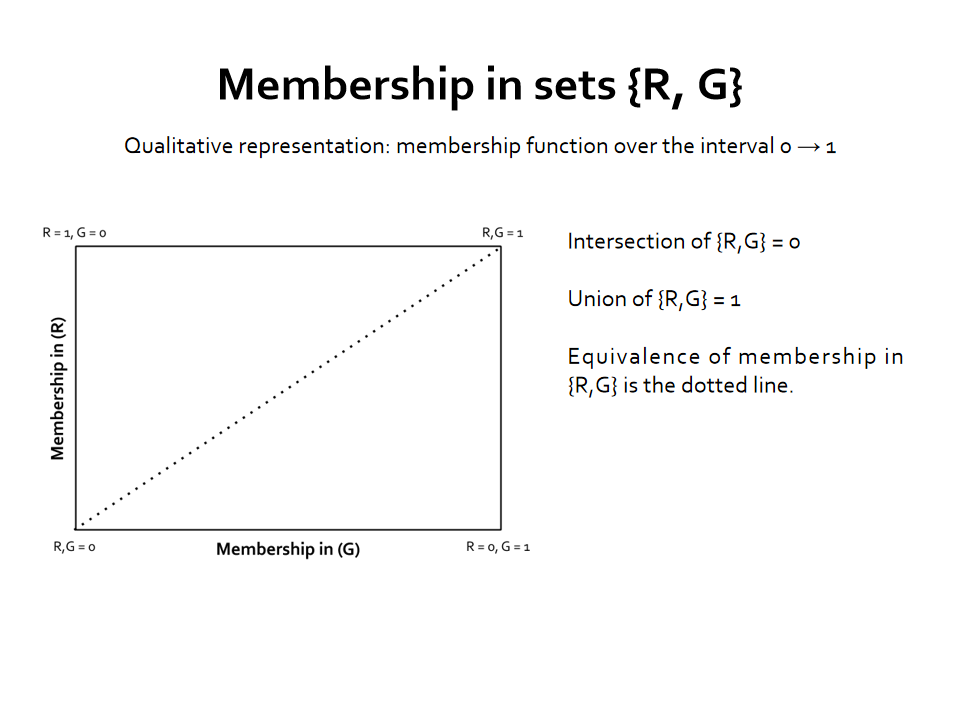 Membership in sets {R, G}
Qualitative representation: membership function over the interval 0 → 1
R = 1, G = 0
R,G = 1
Membership in (R)
R,G = 0
Membership in (G)
R = 0, G = 1
Intersection of {R,G} = 0
Union of {R,G} = 1
Equivalence of membership in
{R,G} is the dotted line.